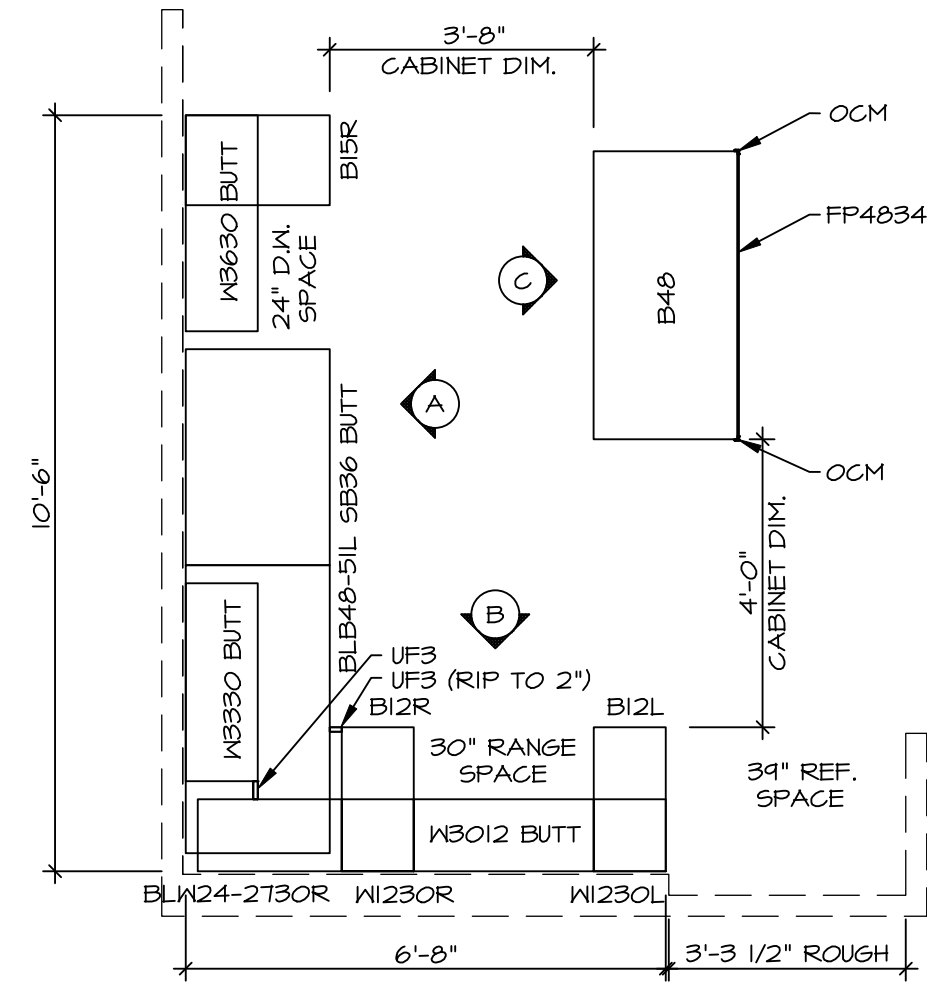 3'-8"
CABINET DIM.
OCM
FP4834
B15R
W3630 BUTT
24" D.W.
SPACE
C
B48
A
10'-6"
SB36 BUTT
BLB48-51L
OCM
4'-0"
CABINET DIM.
B
W3330 BUTT
UF3
UF3 (RIP TO 2")
B12R
B12L
30" RANGE
SPACE
39" REF.
SPACE
W3012 BUTT
BLW24-2730R
W1230R
W1230L
6'-8"
3'-3 1/2" ROUGH